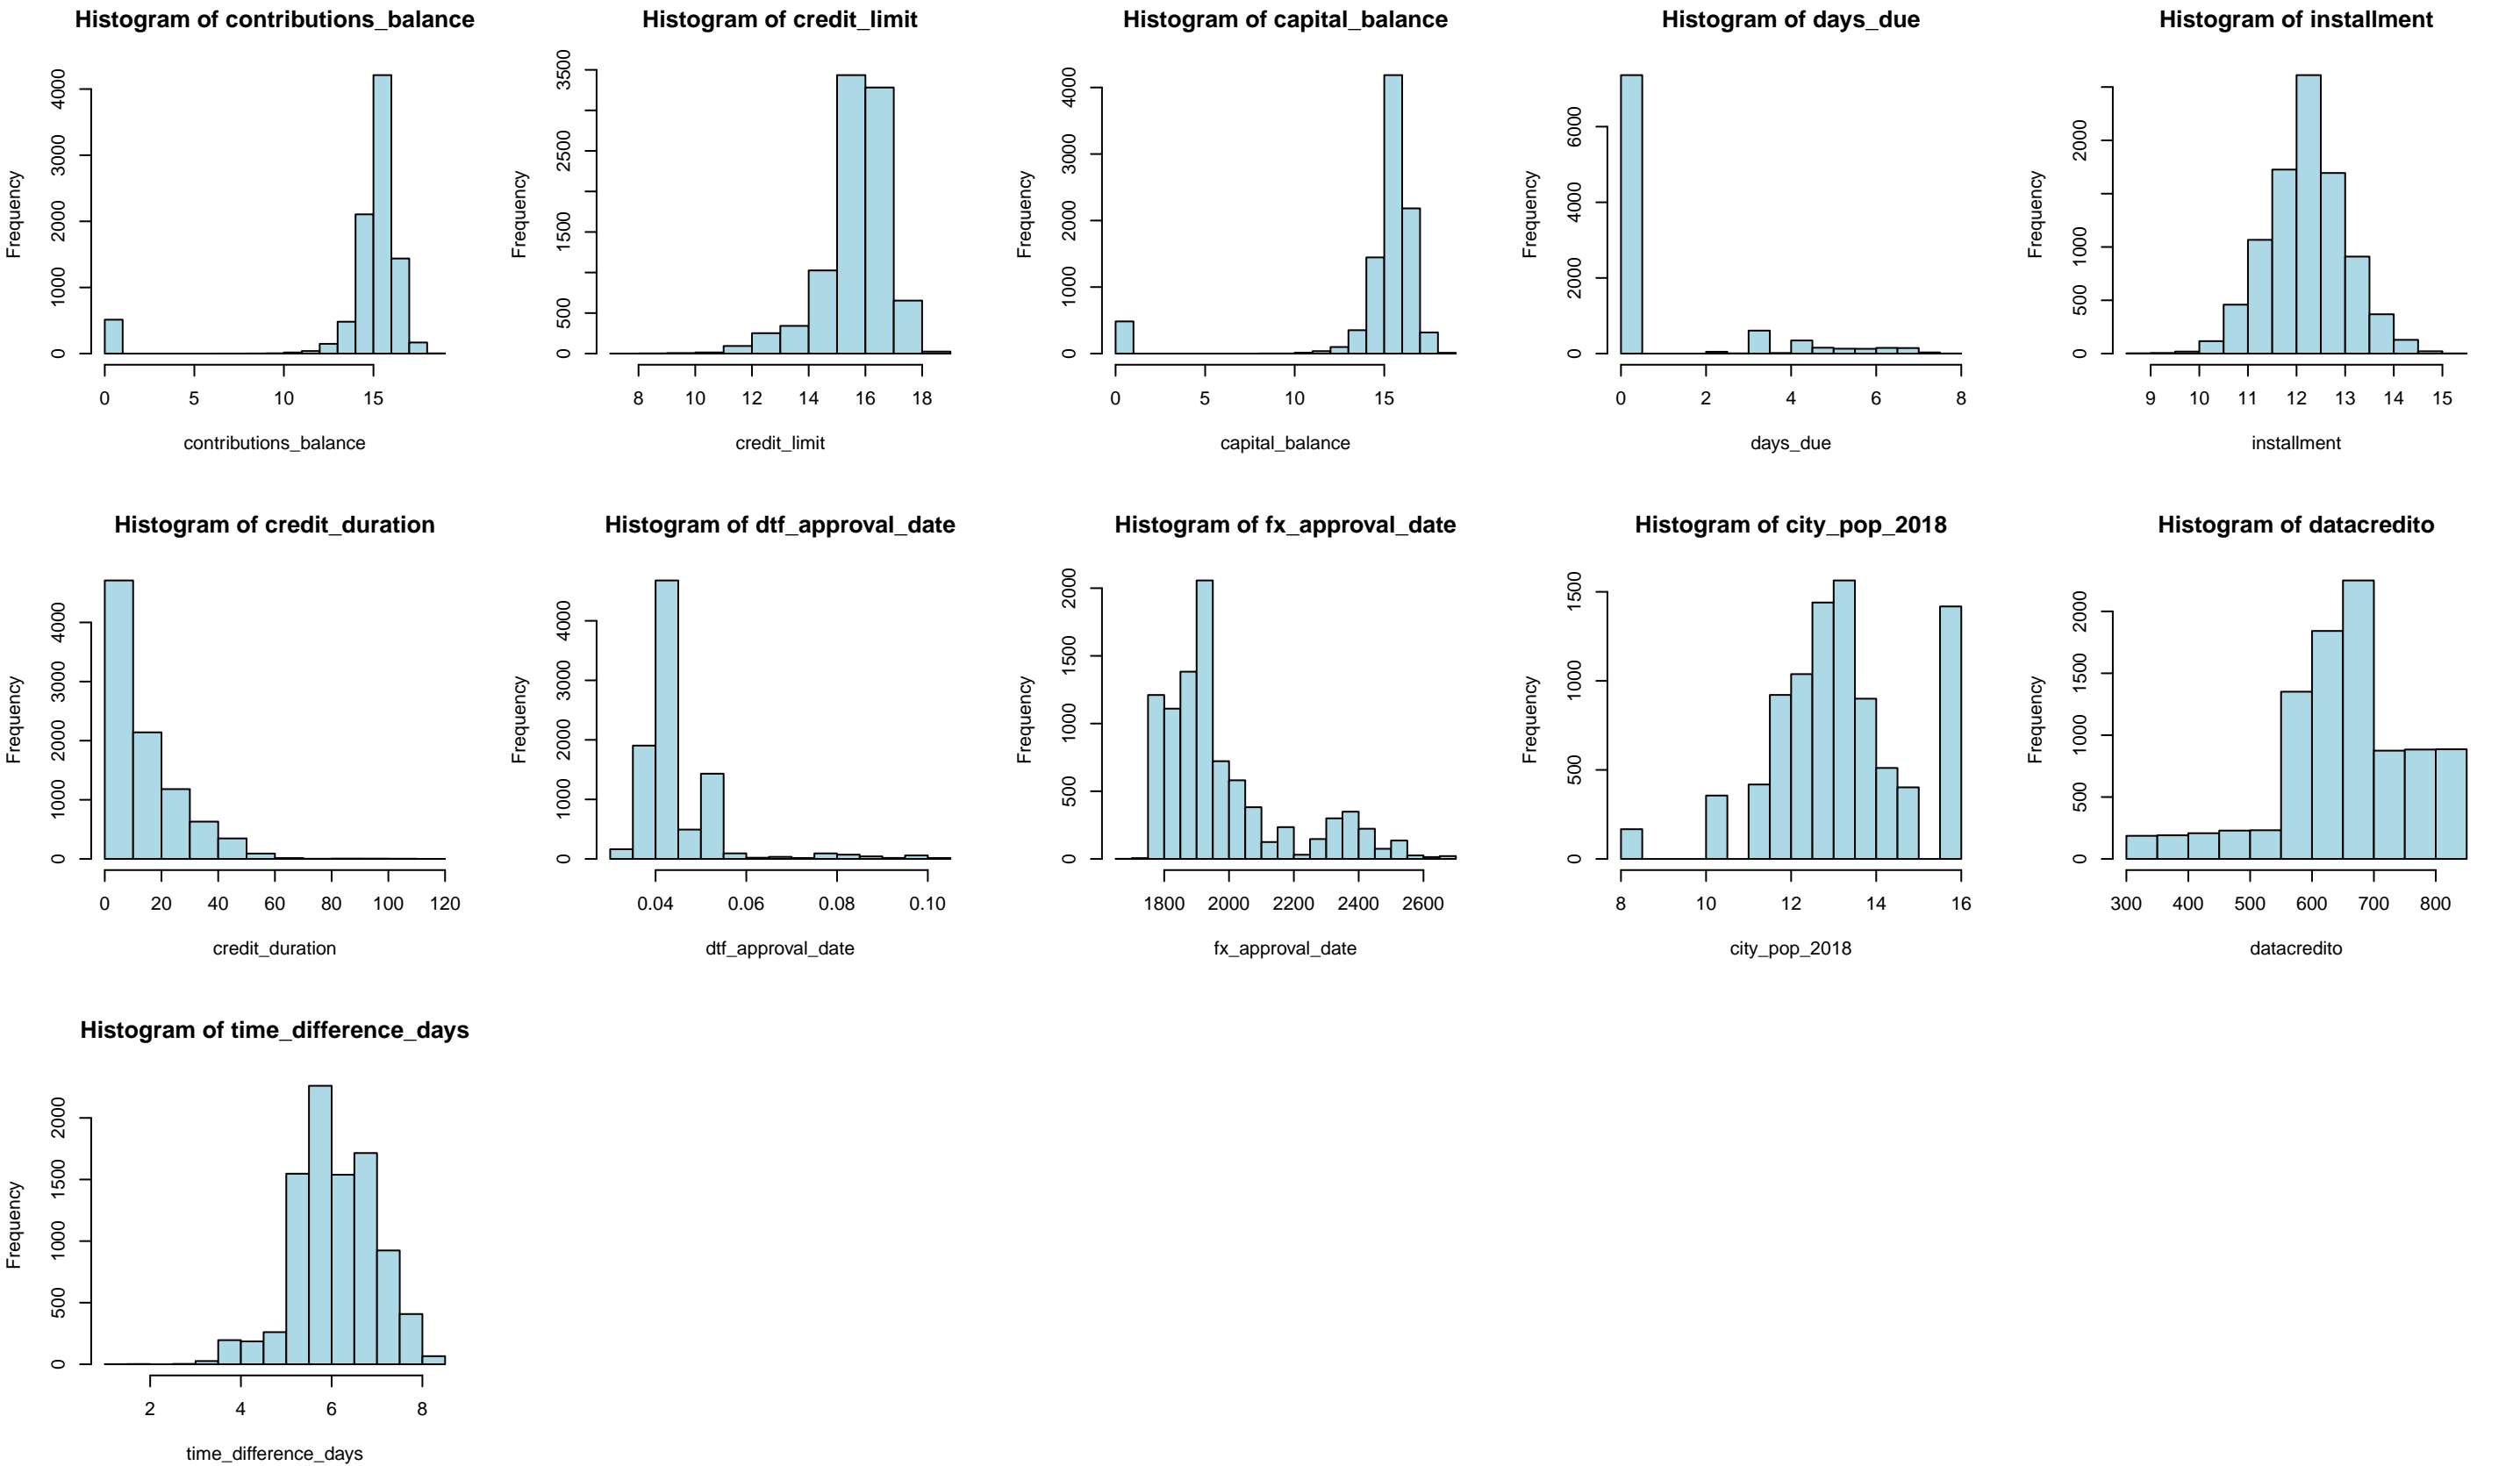 Histogram of contributions_balance
Frequency
0 1000 2000 3000 4000
0 5 10 15
contributions_balance
Histogram of credit_limit
Frequency
0 500 1500 2500 3500
8 10 12 14 16 18
credit_limit
Histogram of capital_balance
Frequency
0 1000 2000 3000 4000
0 5 10 15
capital_balance
Histogram of days_due
Frequency
0 2000 4000 6000
0 2 4 6 8
days_due
Histogram of installment
Frequency
0 500 1000 2000
9 10 11 12 13 14 15
installment
Histogram of credit_duration
Frequency
0 1000 2000 3000 4000
0 20 40 60 80 100 120
credit_duration
Histogram of dtf_approval_date
Frequency
0 1000 2000 3000 4000
0.04 0.06 0.08 0.10
dtf_approval_date
Histogram of fx_approval_date
Frequency
0 500 1000 1500 2000
1800 2000 2200 2400 2600
fx_approval_date
Histogram of city_pop_2018
Frequency
0 500 1000 1500
8 10 12 14 16
city_pop_2018
Histogram of datacredito
Frequency
0 500 1000 1500 2000
300 400 500 600 700 800
datacredito
Histogram of time_difference_days
Frequency
0 500 1000 1500 2000
2 4 6 8
time_difference_days